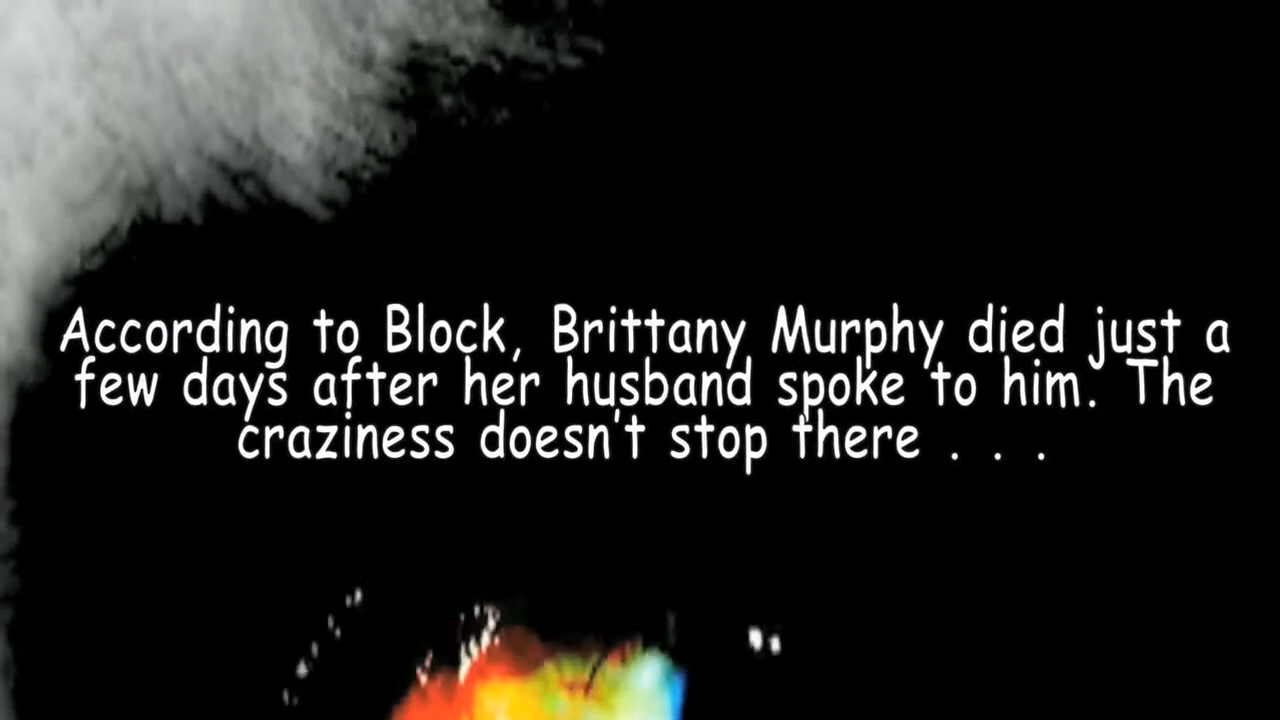 According to Block, Brittany Murphy died just a
few days after her husband spoke to him. The
craziness doesn't stop there . . .